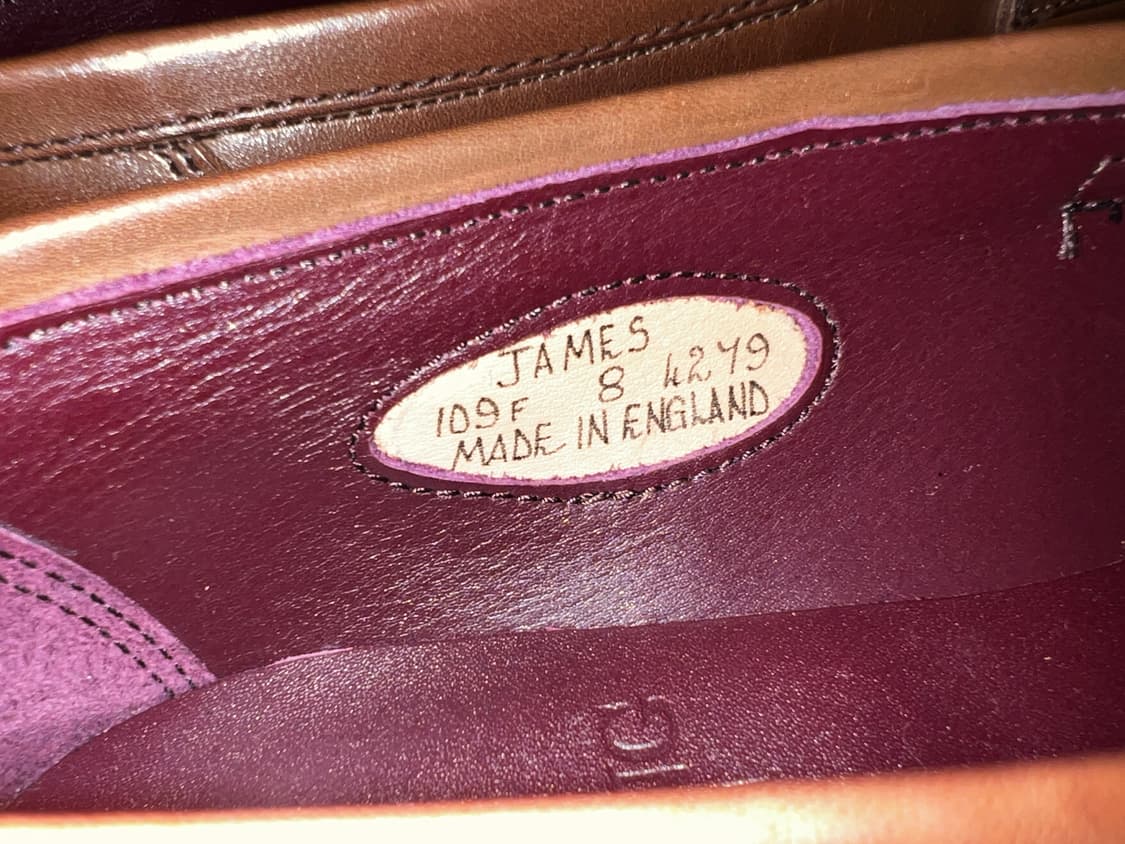 JAMES
109F 8 4279
MADE IN ENGLAND